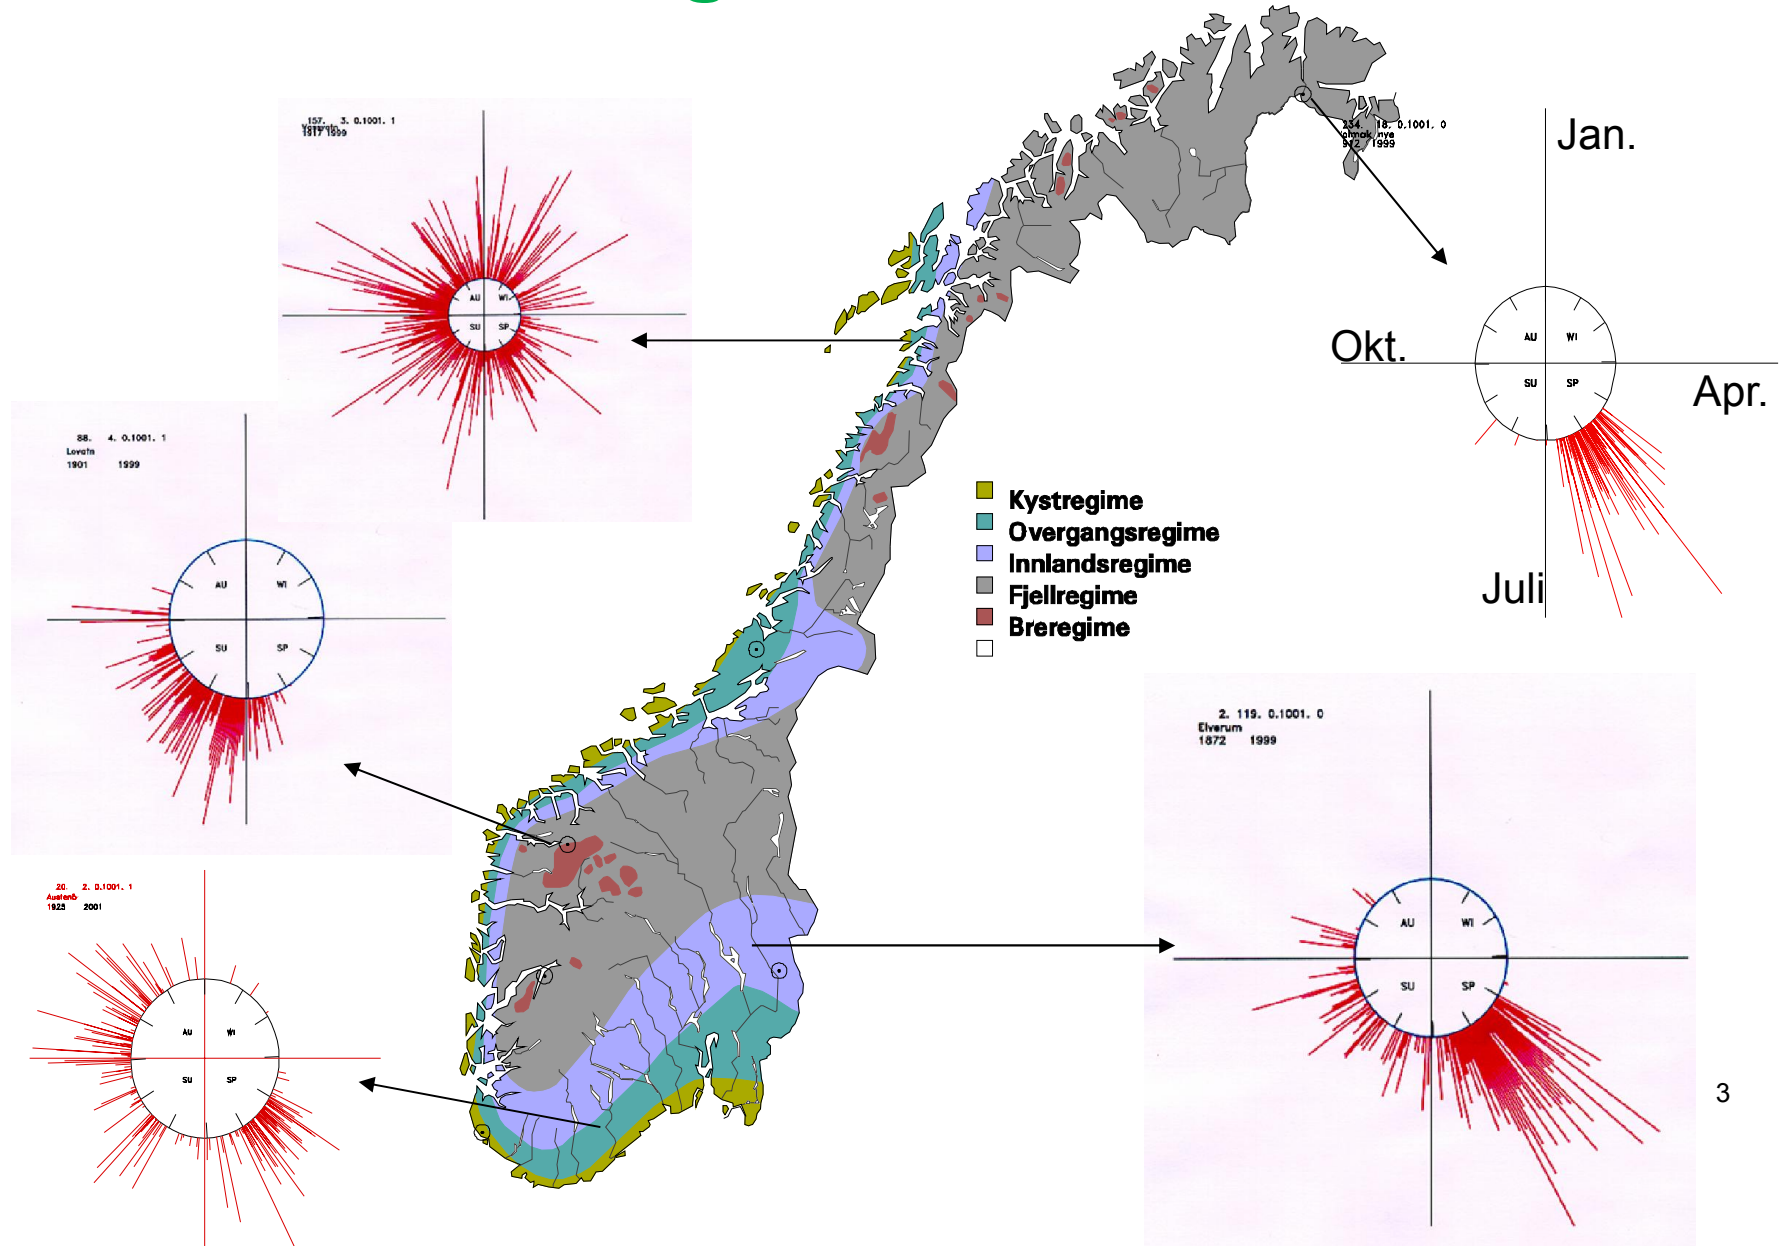 157. 3. 0.1001. 1
1917 1999
234. 18. 0.1001. 0
nye
1999
Jan.
Okt.
Apr.
Juli
AU WI
SU SP
AU WI
SU SP
88. 4. 0.1001. 1
Lovatn
1901 1999
AU WI
SU SP
Kystregime
Overgangsregime
Innlandsregime
Fjellregime
Breregime
2. 119. 0.1001. 0
Elverum
1872 1999
AU WI
SU SP
20. 2. 0.1001. 1
Austenå
1925 2001
AU WI
SU SP
3